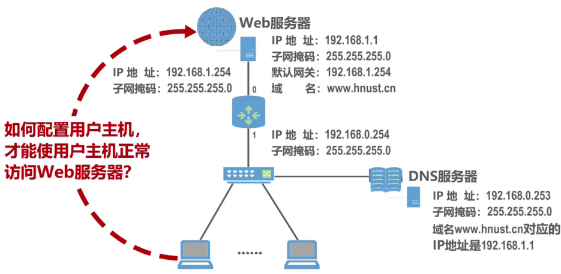 Web服务器
IP 地 址：192.168.1.1
子网掩码：255.255.255.0
默认网关：192.168.1.254
域 名：www.hnust.cn
IP 地 址：192.168.1.254
子网掩码：255.255.255.0
0
1
IP 地 址：192.168.0.254
子网掩码：255.255.255.0
如何配置用户主机，
才能使用户主机正常
访问Web服务器？
DNS服务器
IP 地 址：192.168.0.253
子网掩码：255.255.255.0
域名www.hnust.cn对应的
IP地址是192.168.1.1
······